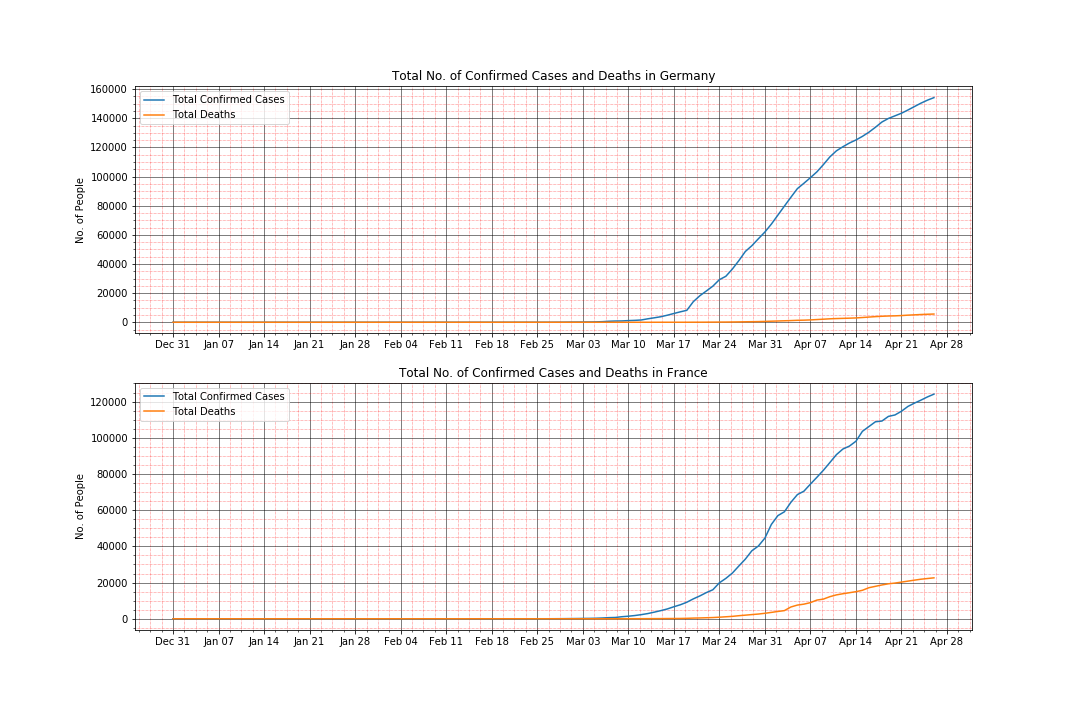 Total No. of Confirmed Cases and Deaths in Germany
160000
140000
120000
100000
80000
60000
40000
20000
0
No. of People
Total Confirmed Cases
Total Deaths
Dec 31 Jan 07 Jan 14 Jan 21 Jan 28 Feb 04 Feb 11 Feb 18 Feb 25 Mar 03 Mar 10 Mar 17 Mar 24 Mar 31 Apr 07 Apr 14 Apr 21 Apr 28
Total No. of Confirmed Cases and Deaths in France
120000
100000
80000
60000
40000
20000
0
No. of People
Total Confirmed Cases
Total Deaths
Dec 31 Jan 07 Jan 14 Jan 21 Jan 28 Feb 04 Feb 11 Feb 18 Feb 25 Mar 03 Mar 10 Mar 17 Mar 24 Mar 31 Apr 07 Apr 14 Apr 21 Apr 28